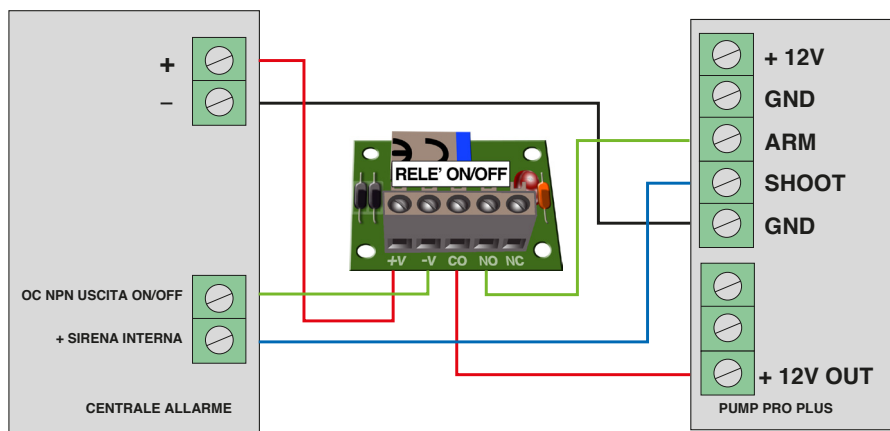 +
–
OC NPN USCITA ON/OFF
+ SIRENA INTERNA
CENTRALE ALLARME
RELE' ON/OFF
+V -V CO NO NC
+ 12V
GND
ARM
SHOOT
GND
+ 12V OUT
PUMP PRO PLUS